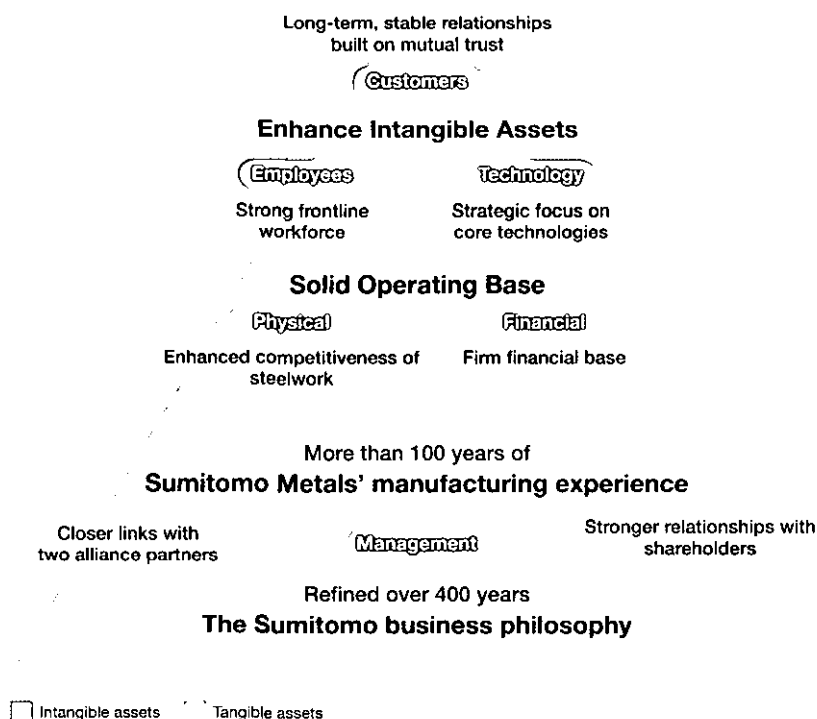 Long-term, stable relationships
built on mutual trust
Customers
Enhance Intangible Assets
Employees
Technology
Strong frontline
workforce
Strategic focus on
core technologies
Solid Operating Base
Physical
Financial
Enhanced competitiveness of
steelwork
Firm financial base
More than 100 years of
Sumitomo Metals' manufacturing experience
Closer links with
two alliance partners
Management
Stronger relationships with
shareholders
Refined over 400 years
The Sumitomo business philosophy
Intangible assets
Tangible assets